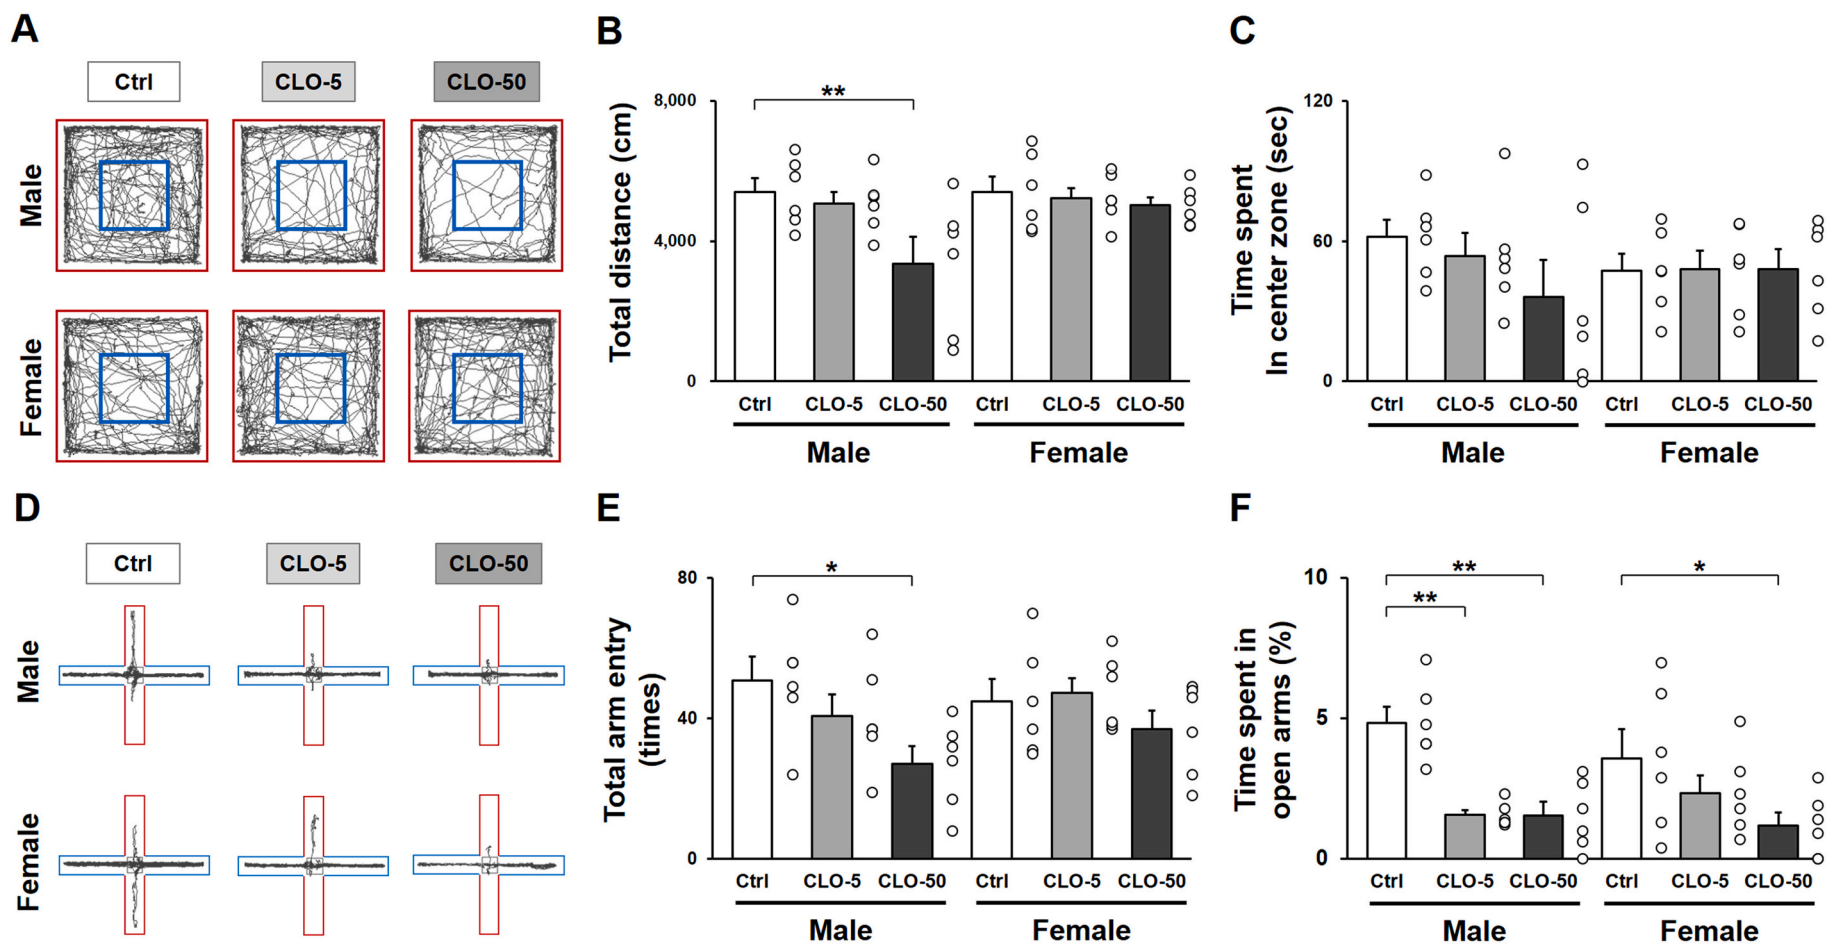 A
Ctrl
CLO-5
CLO-50
Male
Female
B
Total distance (cm)
8,000
4,000
0
**
Ctrl
CLO-5
CLO-50
Ctrl
CLO-5
CLO-50
Male
Female
C
Time spent
In center zone (sec)
120
60
0
Ctrl
CLO-5
CLO-50
Ctrl
CLO-5
CLO-50
Male
Female
D
Ctrl
CLO-5
CLO-50
Male
Female
E
Total arm entry
(times)
80
40
0
*
Ctrl
CLO-5
CLO-50
Ctrl
CLO-5
CLO-50
Male
Female
F
Time spent in
open arms (%)
10
5
0
**
**
*
Ctrl
CLO-5
CLO-50
Ctrl
CLO-5
CLO-50
Male
Female